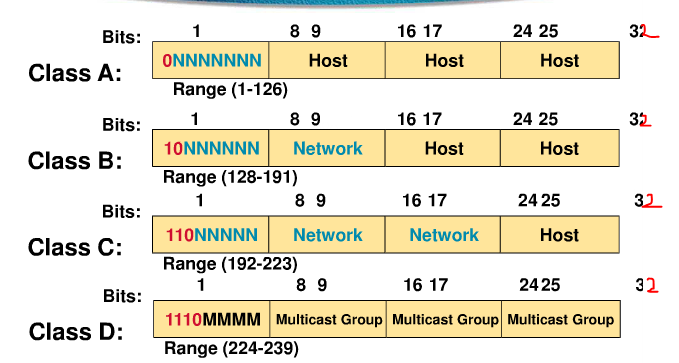 Bits: 1 8 9 16 17 24 25 32
Class A: 0NNNNNNN Host Host Host
Range (1-126)
Bits: 1 8 9 16 17 24 25 32
Class B: 10NNNNNN Network Host Host
Range (128-191)
Bits: 1 8 9 16 17 24 25 32
Class C: 110NNNNN Network Network Host
Range (192-223)
Bits: 1 8 9 16 17 24 25 32
Class D: 1110MMMM Multicast Group Multicast Group Multicast Group
Range (224-239)